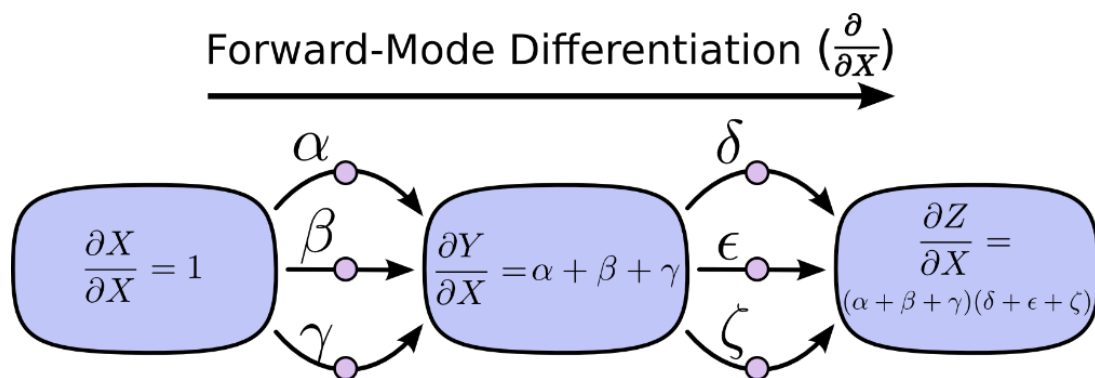 Forward-Mode Differentiation (∂/∂X)
α
δ
β
ϵ
γ
ζ
∂X/∂X = 1
∂Y/∂X = α + β + γ
∂Z/∂X =
(α + β + γ)(δ + ϵ + ζ)